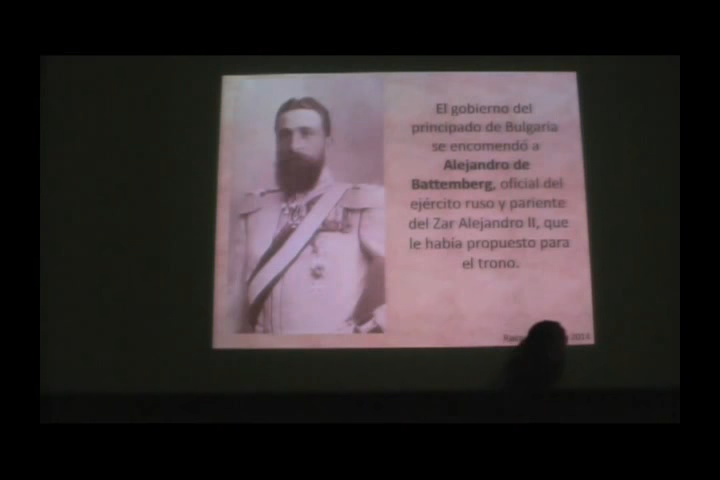 El gobierno del
principado de Bulgaria
se encomendó a
Alejandro de
Battemberg, oficial del
ejército ruso y pariente
del Zar Alejandro II, que
le había propuesto para
el trono.